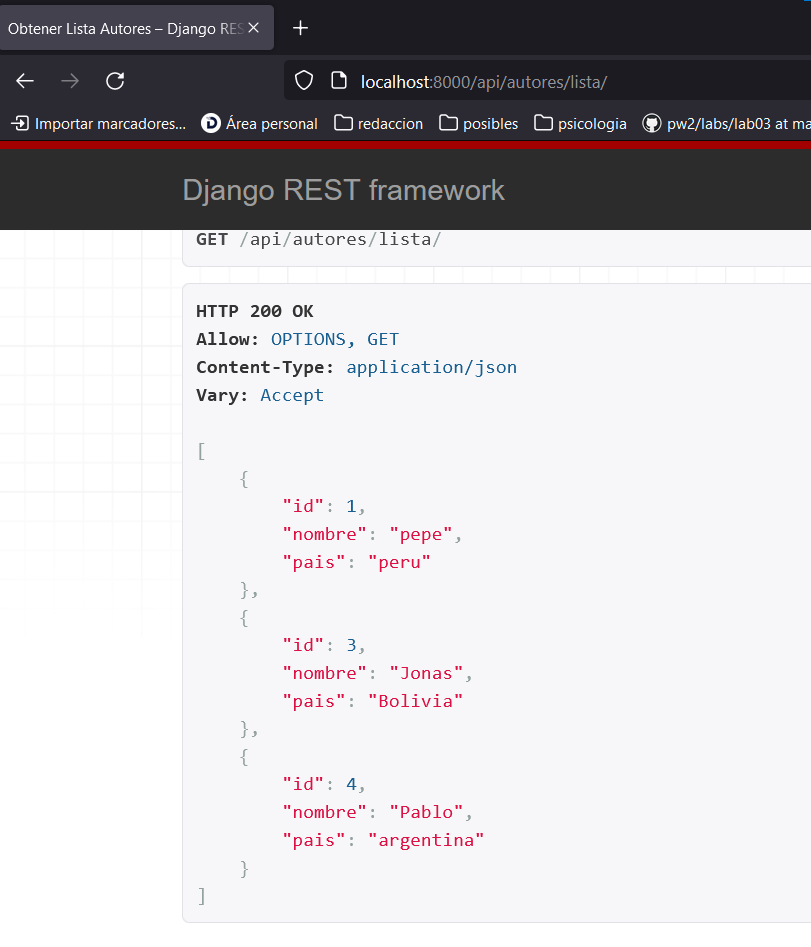 Obtener Lista Autores – Django RES
localhost:8000/api/autores/lista/
Importar marcadores... Área personal redaccion posibles psicologia pw2/labs/lab03 at ma
Django REST framework
GET /api/autores/lista/
HTTP 200 OK
Allow: OPTIONS, GET
Content-Type: application/json
Vary: Accept
[
    {
        "id": 1,
        "nombre": "pepe",
        "pais": "peru"
    },
    {
        "id": 3,
        "nombre": "Jonas",
        "pais": "Bolivia"
    },
    {
        "id": 4,
        "nombre": "Pablo",
        "pais": "argentina"
    }
]